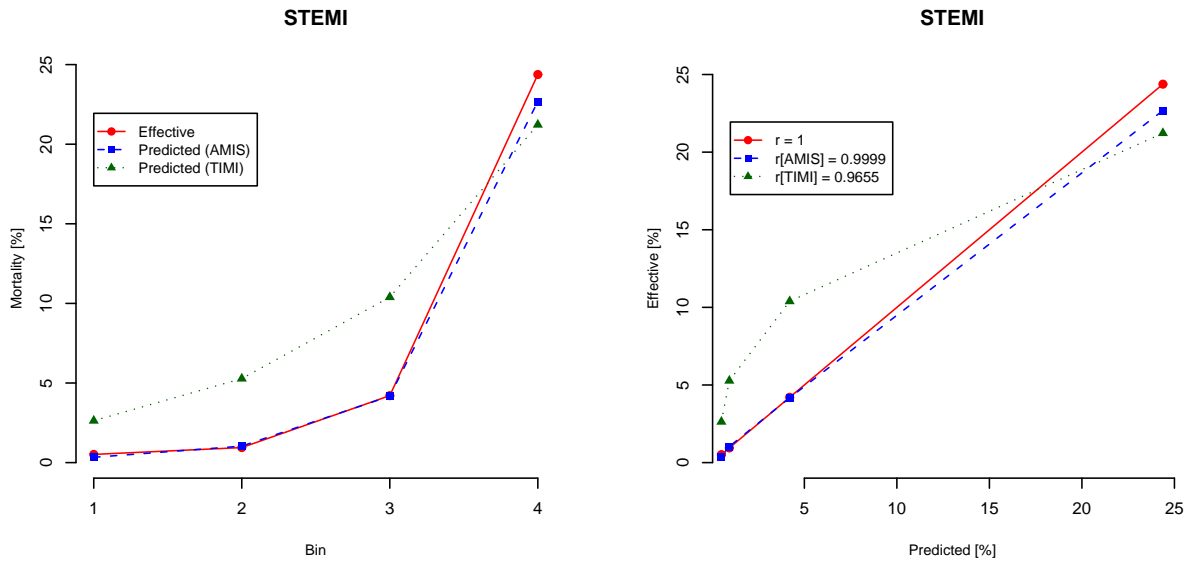 STEMI
25
20
15
10
5
0
Mortality [%]
Effective
Predicted (AMIS)
Predicted (TIMI)
1 2 3 4
Bin
STEMI
25
20
15
10
5
0
Effective [%]
r = 1
r[AMIS] = 0.9999
r[TIMI] = 0.9655
5 10 15 20 25
Predicted [%]